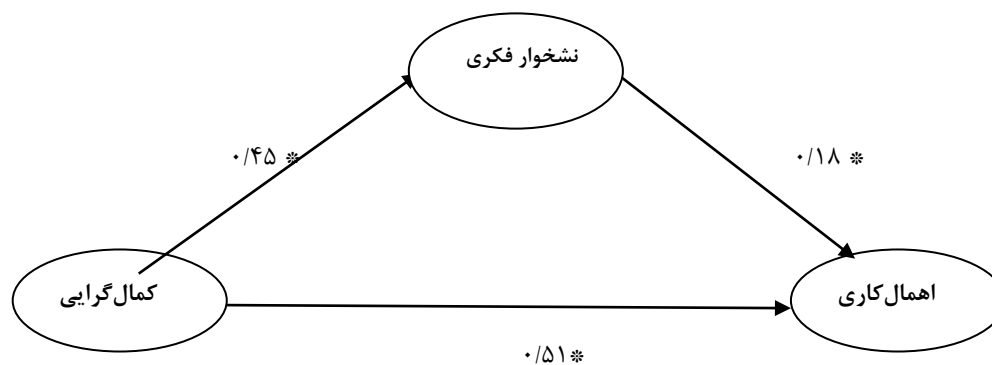 نشخوار فکری
۰/۴۵ *
۰/۱۸ *
کمال‌گرایی
اهمال‌کاری
۰/۵۱*